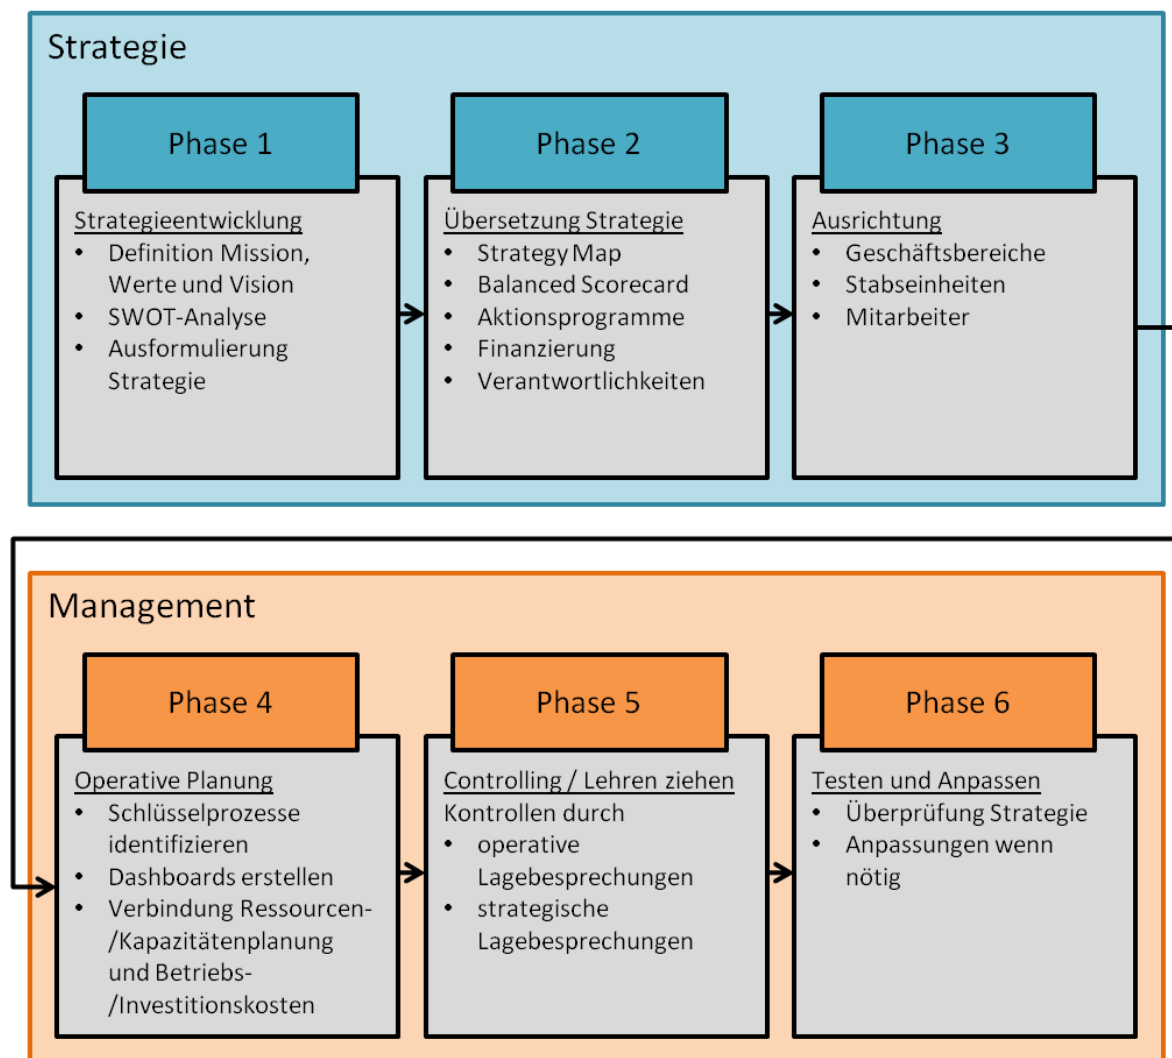 Strategie
Phase 1
Strategieentwicklung
• Definition Mission,
Werte und Vision
• SWOT-Analyse
• Ausformulierung
Strategie
Phase 2
Übersetzung Strategie
• Strategy Map
• Balanced Scorecard
• Aktionsprogramme
• Finanzierung
• Verantwortlichkeiten
Phase 3
Ausrichtung
• Geschäftsbereiche
• Stabseinheiten
• Mitarbeiter
Management
Phase 4
Operative Planung
• Schlüsselprozesse
identifizieren
• Dashboards erstellen
• Verbindung Ressourcen-
/Kapazitätenplanung
und Betriebs-
/Investitionskosten
Phase 5
Controlling / Lehren ziehen
Kontrollen durch
• operative
Lagebesprechungen
• strategische
Lagebesprechungen
Phase 6
Testen und Anpassen
• Überprüfung Strategie
• Anpassungen wenn
nötig